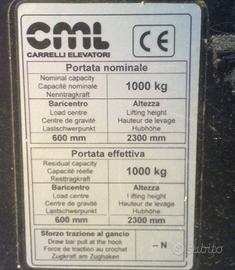 CML
CARRELLI ELEVATORI
CE
Portata nominale
Nominal capacity
Capacité nominale
Nenntragkraft
1000 kg
Baricentro
Load centre
Centre de gravité
Lastschwerpunkt
600 mm
Altezza
Lifting height
Hauteur de levage
Hubhöhe
2300 mm
Portata effettiva
Residual capacity
Capacité réelle
Resttragkraft
1000 kg
Baricentro
Load centre
Centre de gravité
Lastschwerpunkt
600 mm
Altezza
Lifting height
Hauteur de levage
Hubhöhe
2300 mm
Sforzo trazione al gancio
Draw bar pull at the hook
Force de traction au crochet
Zugkraft am Zughaken
-- N
subito